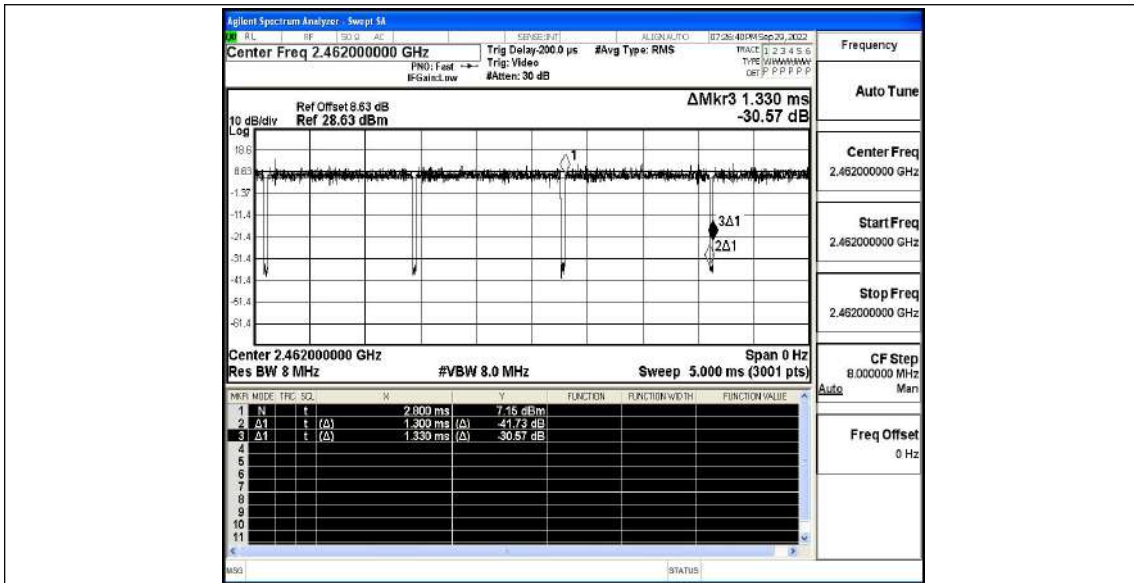 Agilent Spectrum Analyzer - Swept SA
RL RF 50 Ω AC SENSE:INT ALIGN AUTO 07:26:40 PM Sep 29, 2022
Center Freq 2.462000000 GHz
PNO: Fast
IFGain:Low
Trig Delay-200.0 µs
Trig: Video
#Atten: 30 dB
#Avg Type: RMS
TRACE 1 2 3 4 5 6
TYPE
DET P P P P P P
Frequency
Auto Tune
Ref Offset 8.63 dB
Ref 28.63 dBm
10 dB/div
Log
ΔMkr3 1.330 ms
-30.57 dB
18.6
8.63
-1.37
-11.4
-21.4
-31.4
-41.4
-51.4
-61.4
1
3Δ1
2Δ1
Center Freq
2.462000000 GHz
Start Freq
2.462000000 GHz
Stop Freq
2.462000000 GHz
Center 2.462000000 GHz Span 0 Hz
Res BW 8 MHz #VBW 8.0 MHz Sweep 5.000 ms (3001 pts)
CF Step
8.000000 MHz
Auto Man
MKR MODE TRC SCL X Y FUNCTION FUNCTION WIDTH FUNCTION VALUE
1 N t 2.800 ms 7.15 dBm
2 Δ1 t (Δ) 1.300 ms (Δ) -41.73 dB
3 Δ1 t (Δ) 1.330 ms (Δ) -30.57 dB
4
5
6
7
8
9
10
11
Freq Offset
0 Hz
MSG STATUS